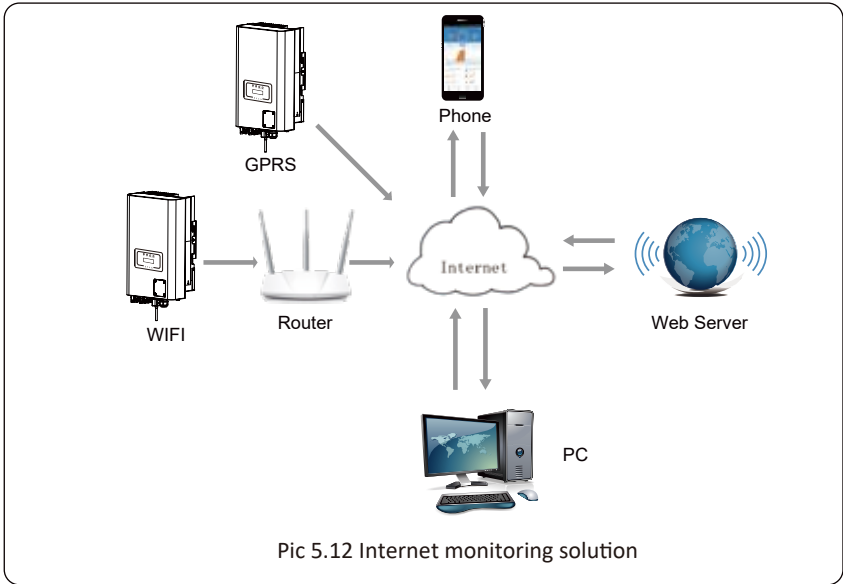 Phone
GPRS
Internet
WIFI
Router
Web Server
PC
Pic 5.12 Internet monitoring solution